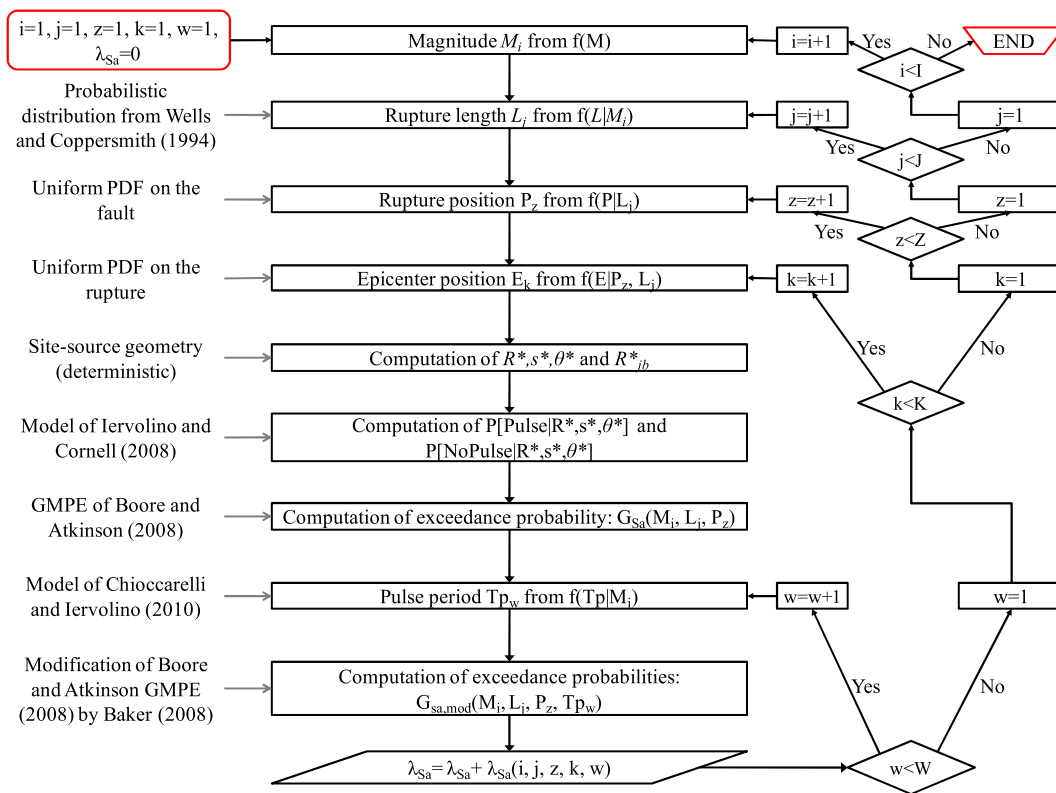 i=1, j=1, z=1, k=1, w=1,
λSa=0
Magnitude Mi from f(M)
i=i+1
Yes
No
END
i<I
Probabilistic
distribution from Wells
and Coppersmith (1994)
Rupture length Lj from f(L|Mi)
j=j+1
j=1
Yes
No
j<J
Uniform PDF on the
fault
Rupture position Pz from f(P|Lj)
z=z+1
z=1
Yes
No
z<Z
Uniform PDF on the
rupture
Epicenter position Ek from f(E|Pz, Lj)
k=k+1
k=1
Site-source geometry
(deterministic)
Computation of R*,s*,θ* and R*jb
Yes
No
k<K
Model of Iervolino and
Cornell (2008)
Computation of P[Pulse|R*,s*,θ*] and
P[NoPulse|R*,s*,θ*]
GMPE of Boore and
Atkinson (2008)
Computation of exceedance probability: GSa(Mi, Lj, Pz)
Model of Chioccarelli
and Iervolino (2010)
Pulse period Tpw from f(Tp|Mi)
w=w+1
w=1
Modification of Boore
and Atkinson GMPE
(2008) by Baker (2008)
Computation of exceedance probabilities:
Gsa,mod(Mi, Lj, Pz, Tpw)
Yes
No
λSa= λSa+ λSa(i, j, z, k, w)
w<W